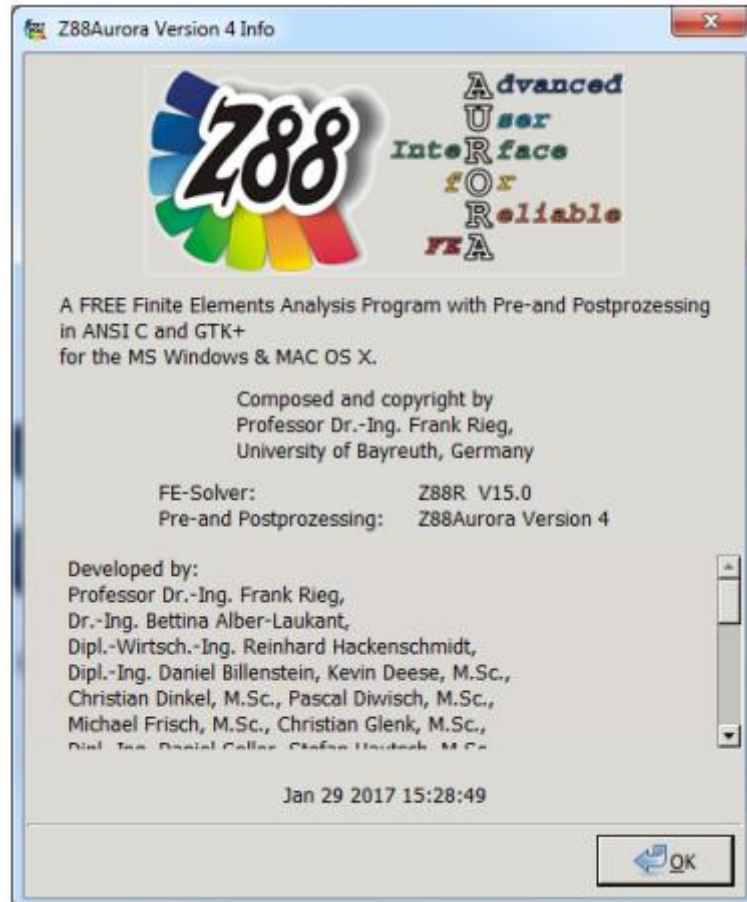 Z88Aurora Version 4 Info
Z88
Advanced
User
InteRface
fOr
Reliable
FEA
A FREE Finite Elements Analysis Program with Pre-and Postprozessing
in ANSI C and GTK+
for the MS Windows & MAC OS X.
Composed and copyright by
Professor Dr.-Ing. Frank Rieg,
University of Bayreuth, Germany
FE-Solver: Z88R V15.0
Pre-and Postprozessing: Z88Aurora Version 4
Developed by:
Professor Dr.-Ing. Frank Rieg,
Dr.-Ing. Bettina Alber-Laukant,
Dipl.-Wirtsch.-Ing. Reinhard Hackenschmidt,
Dipl.-Ing. Daniel Billenstein, Kevin Deese, M.Sc.,
Christian Dinkel, M.Sc., Pascal Diwisch, M.Sc.,
Michael Frisch, M.Sc., Christian Glenk, M.Sc.,
Dipl.-Ing. Daniel Stefan M.Sc.
Jan 29 2017 15:28:49
OK